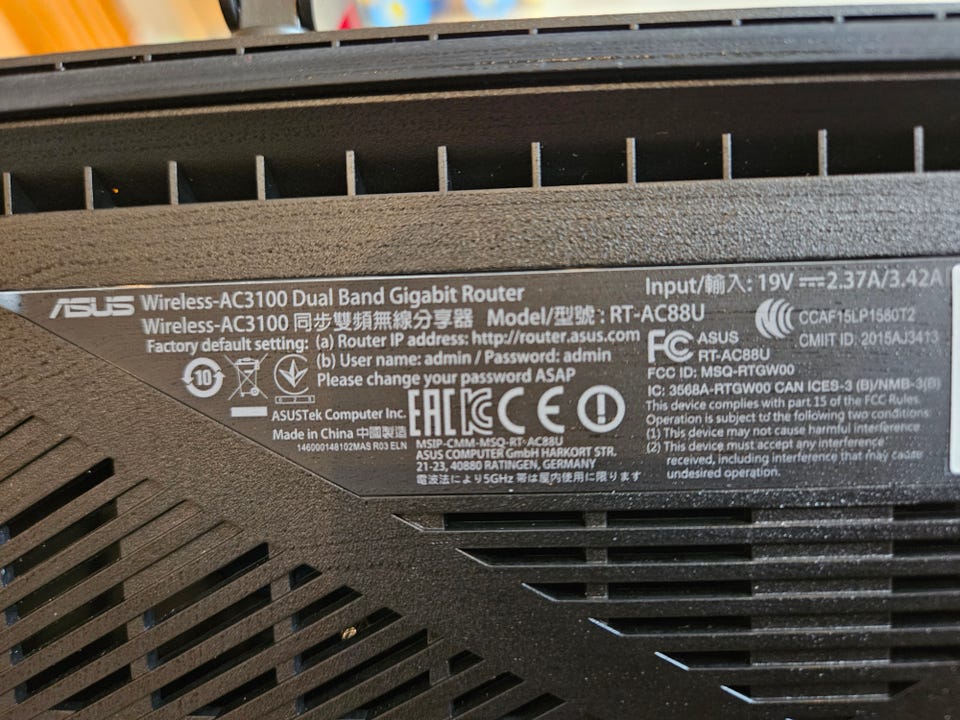 ASUS Wireless-AC3100 Dual Band Gigabit Router
Wireless-AC3100 同步雙頻無線分享器 Model/型號: RT-AC88U
Factory default setting: (a) Router IP address: http://router.asus.com
(b) User name: admin / Password: admin
Please change your password ASAP
10
ASUSTek Computer Inc.
Made in China 中國製造
146000148102MAS R03 ELN
EAC KC CE
MSIP-CMM-MSQ-RT-AC88U
ASUS COMPUTER GmbH HARKORT STR.
21-23, 40880 RATINGEN, GERMANY
電波法により5GHz 帯は屋内使用に限ります
Input/輸入: 19V 2.37A/3.42A
CCAF15LP1580T2
CMIIT ID: 2015AJ3413
FC ASUS
RT-AC88U
FCC ID: MSQ-RTGW00
IC: 3568A-RTGW00 CAN ICES-3 (B)/NMB-3(B)
This device complies with part 15 of the FCC Rules.
Operation is subject to the following two conditions:
(1) This device may not cause harmful interference
(2) This device must accept any interference
received, including interference that may cause
undesired operation.